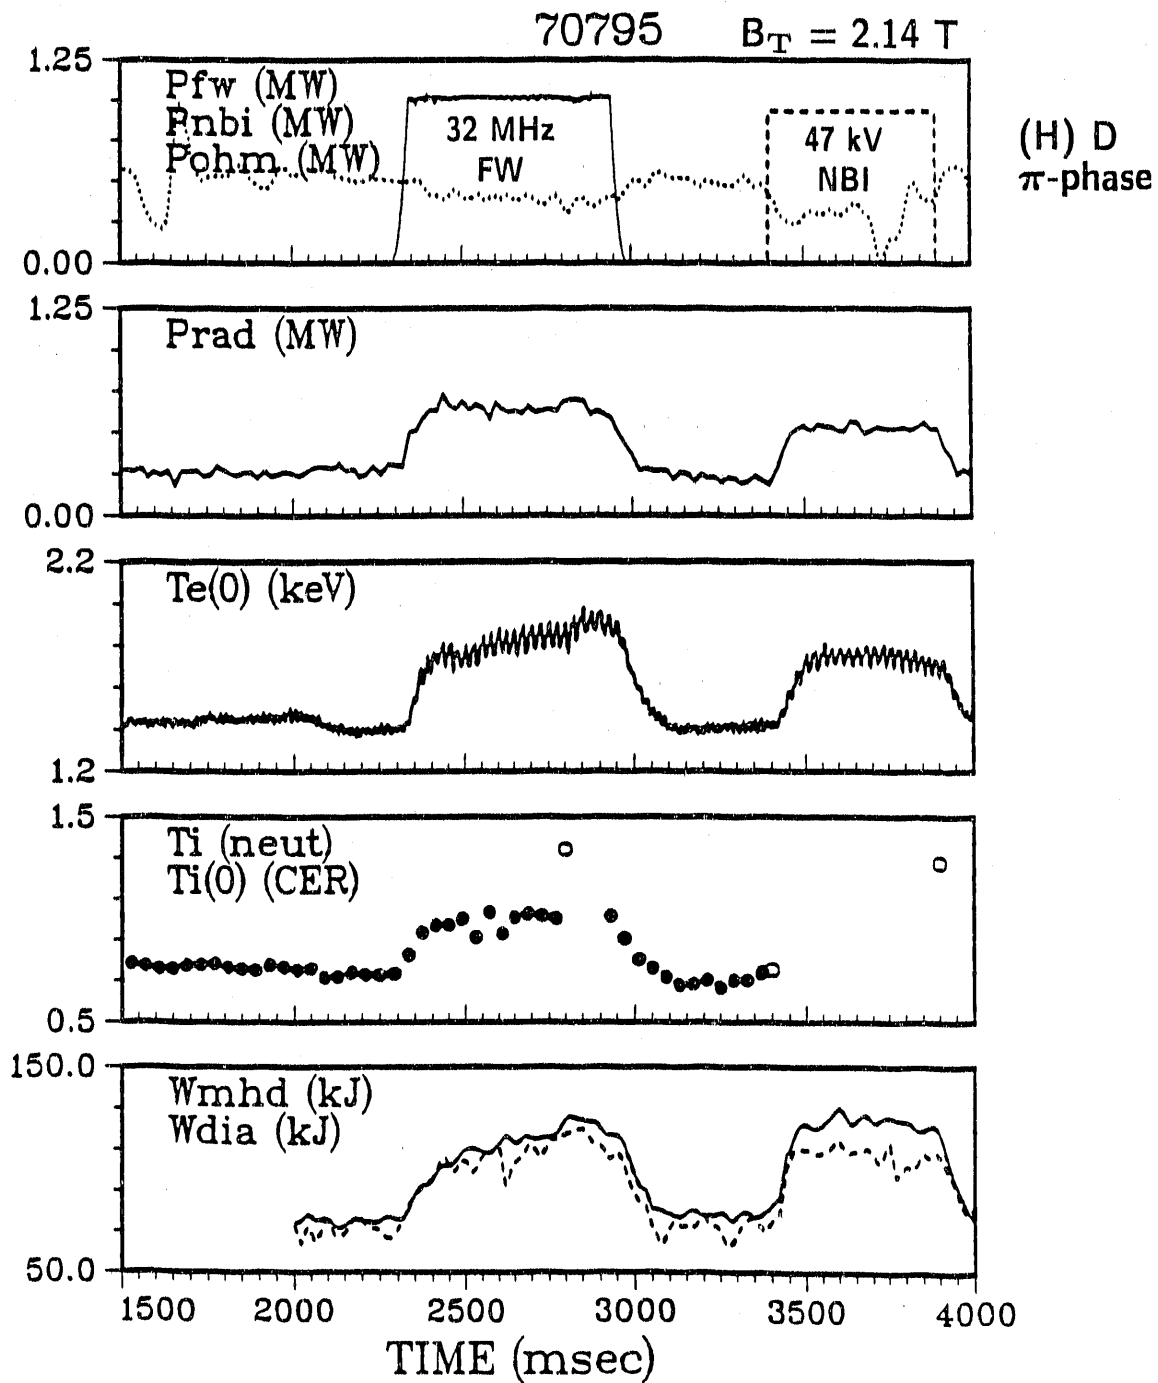 70795 B_T = 2.14 T
1.25
Pfw (MW)
Pnbi (MW)
Pohm (MW)
32 MHz
FW
47 kV
NBI
(H) D
π-phase
0.00
1.25
Prad (MW)
0.00
2.2
Te(0) (keV)
1.2
1.5
Ti (neut)
Ti(0) (CER)
0.5
150.0
Wmhd (kJ)
Wdia (kJ)
50.0
1500 2000 2500 3000 3500 4000
TIME (msec)